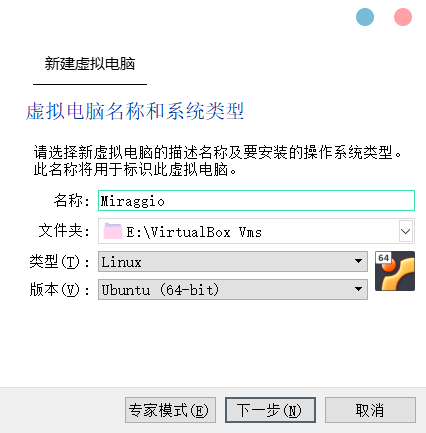 新建虚拟电脑
虚拟电脑名称和系统类型
请选择新虚拟电脑的描述名称及要安装的操作系统类型。
此名称将用于标识此虚拟电脑。
名称: Miraggio
文件夹: E:\VirtualBox Vms
类型(T): Linux
64
版本(V): Ubuntu (64-bit)
专家模式(E) 下一步(N) 取消